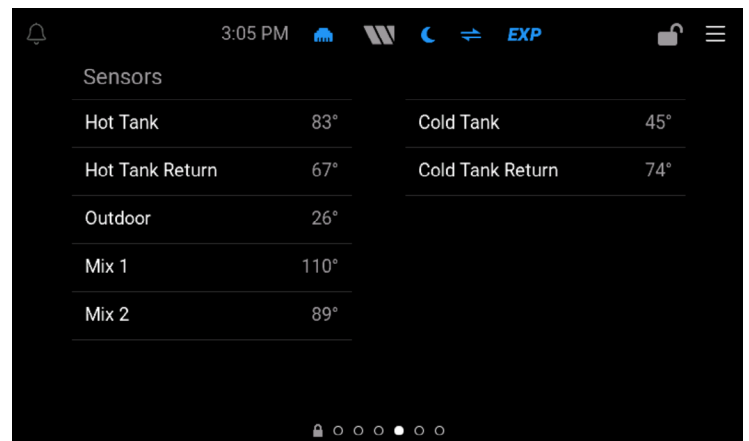 3:05 PM EXP
Sensors
Hot Tank 83°
Hot Tank Return 67°
Outdoor 26°
Mix 1 110°
Mix 2 89°
Cold Tank 45°
Cold Tank Return 74°